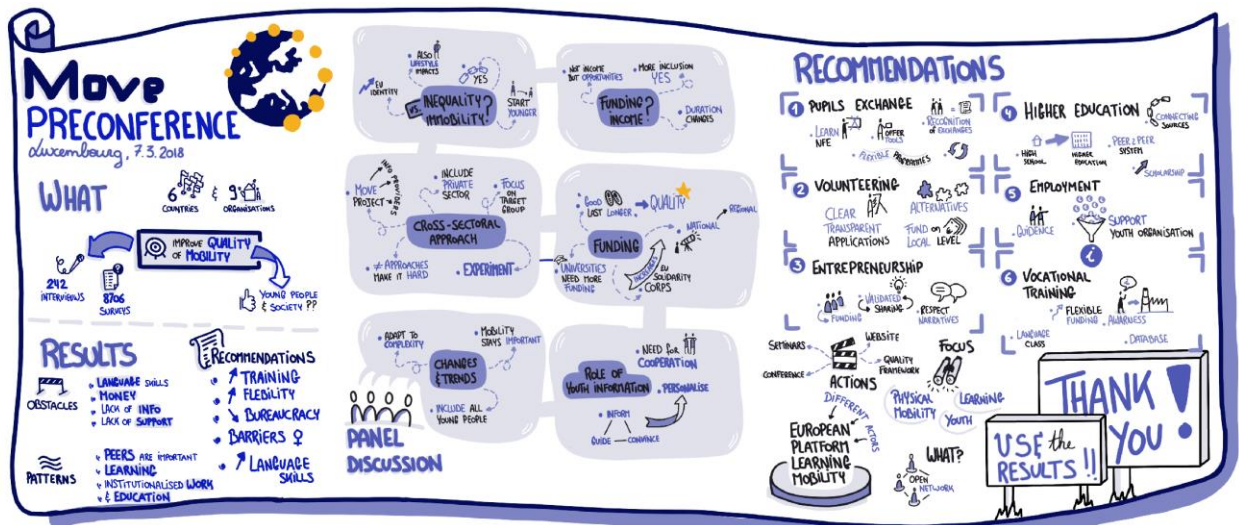 Move
PRECONFERENCE
Luxembourg, 7.3.2018
WHAT
6 & 9
COUNTRIES ORGANISATIONS
IMPROVE QUALITY
OF MOBILITY
242
INTERVIEWS
8706
SURVEYS
YOUNG PEOPLE
& SOCIETY ??
RESULTS
OBSTACLES
LANGUAGE SKILLS
MONEY
LACK OF INFO
LACK OF SUPPORT
PATTERNS
PEERS ARE IMPORTANT
LEARNING
INSTITUTIONALISED WORK
& EDUCATION
RECOMMENDATIONS
TRAINING
FLEBILITY
BUREAUCRACY
BARRIERS
LANGUAGE
SKILLS
EU
IDENTITY
ALSO
LIFESTYLE
IMPACTS
YES
VS. INEQUALITY
IMMOBILITY?
START
YOUNGER
NOT INCOME
BUT OPPORTUNITIES
MORE INCLUSION
YES
FUNDING
INCOME?
DURATION
CHANGES
MOVE
PROJECT
INFO PROVIDERS
INCLUDE
PRIVATE
SECTOR
FOCUS
ON
TARGET
GROUP
CROSS-SECTORAL
APPROACH
≠ APPROACHES
MAKE IT HARD
EXPERIMENT
GOOD
LAST LONGER
QUALITY
FUNDING
NATIONAL
REGIONAL
UNIVERSITIES
NEED MORE
FUNDING
INCREASED
EU
SOLIDARITY
CORPS
ADAPT TO
COMPLEXITY
MOBILITY
STAYS IMPORTANT
CHANGES
& TRENDS
INCLUDE ALL
YOUNG PEOPLE
NEED FOR
COOPERATION
ROLE OF
YOUTH INFORMATION
PERSONALISE
INFORM
GUIDE CONVINCE
PANEL
DISCUSSION
RECOMMENDATIONS
1 PUPILS EXCHANGE
LEARN
NFE
OFFER
TOOLS
RECOGNITION
OF EXCHANGES
FLEXIBLE PROGRAMMES
2 VOLUNTEERING
CLEAR
TRANSPARENT
APPLICATIONS
ALTERNATIVES
FUND ON
LOCAL LEVEL
3 ENTREPRENEURSHIP
FUNDING
VALIDATED
SHARING
RESPECT
NARRATIVES
4 HIGHER EDUCATION
CONNECTING
SOURCES
HIGH
SCHOOL
HIGHER
EDUCATION
PEER 2 PEER
SYSTEM
SCHOLARSHIP
5 EMPLOYMENT
GUIDENCE
SUPPORT
YOUTH ORGANISATION
i
6 VOCATIONAL
TRAINING
FLEXIBLE
FUNDING
AWARNESS
LANGUAGE
CLASS
DATABASE
SEMINARS
WEBSITE
CONFERENCE
QUALITY
FRAMEWORK
ACTIONS
DIFFERENT
ACTORS
EUROPEAN
PLATFORM
LEARNING
MOBILITY
FOCUS
PHYSICAL
MOBILITY
LEARNING
YOUTH
WHAT?
OPEN
NETWORK
USE the
RESULTS!!
THANK
YOU!